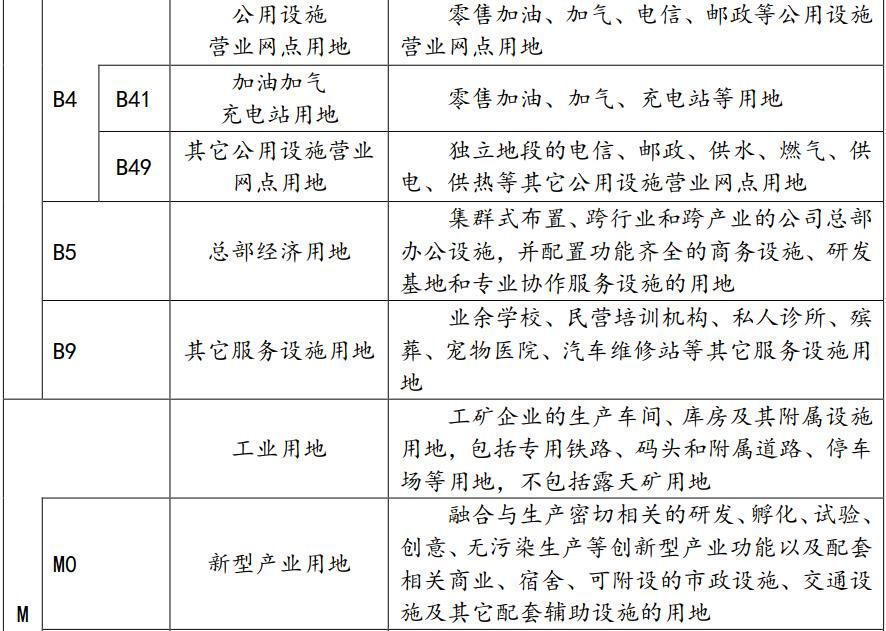 公用设施
营业网点用地
零售加油、加气、电信、邮政等公用设施
营业网点用地
B4
B41
加油加气
充电站用地
零售加油、加气、充电站等用地
B49
其它公用设施营业
网点用地
独立地段的电信、邮政、供水、燃气、供
电、供热等其它公用设施营业网点用地
B5
总部经济用地
集群式布置、跨行业和跨产业的公司总部
办公设施，并配置功能齐全的商务设施、研发
基地和专业协作服务设施的用地
B9
其它服务设施用地
业余学校、民营培训机构、私人诊所、殡
葬、宠物医院、汽车维修站等其它服务设施用
地
M
工业用地
工矿企业的生产车间、库房及其附属设施
用地，包括专用铁路、码头和附属道路、停车
场等用地，不包括露天矿用地
M0
新型产业用地
融合与生产密切相关的研发、孵化、试验、
创意、无污染生产等创新型产业功能以及配套
相关商业、宿舍、可附设的市政设施、交通设
施及其它配套辅助设施的用地